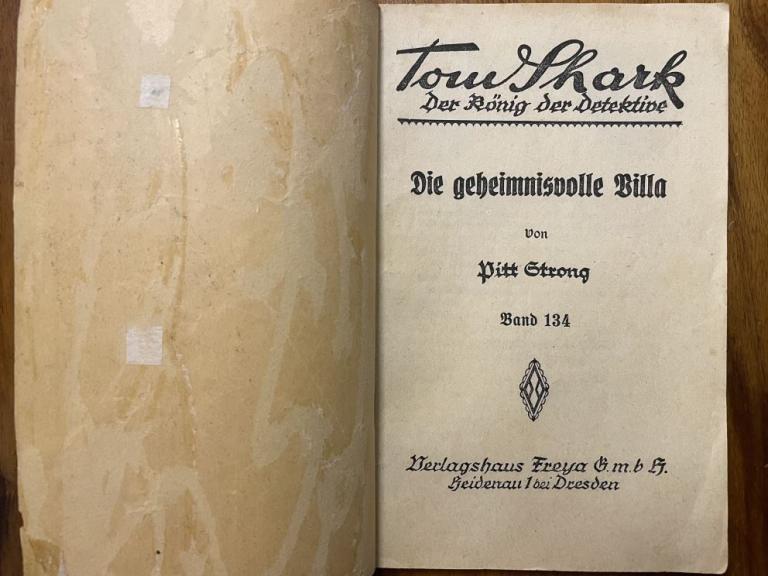 Tom Shark
Der König der Detektive
Die geheimnisvolle Villa
von
Pitt Strong
Band 134
Verlagshaus Freya G.m.b H.
Heidenau 1 bei Dresden